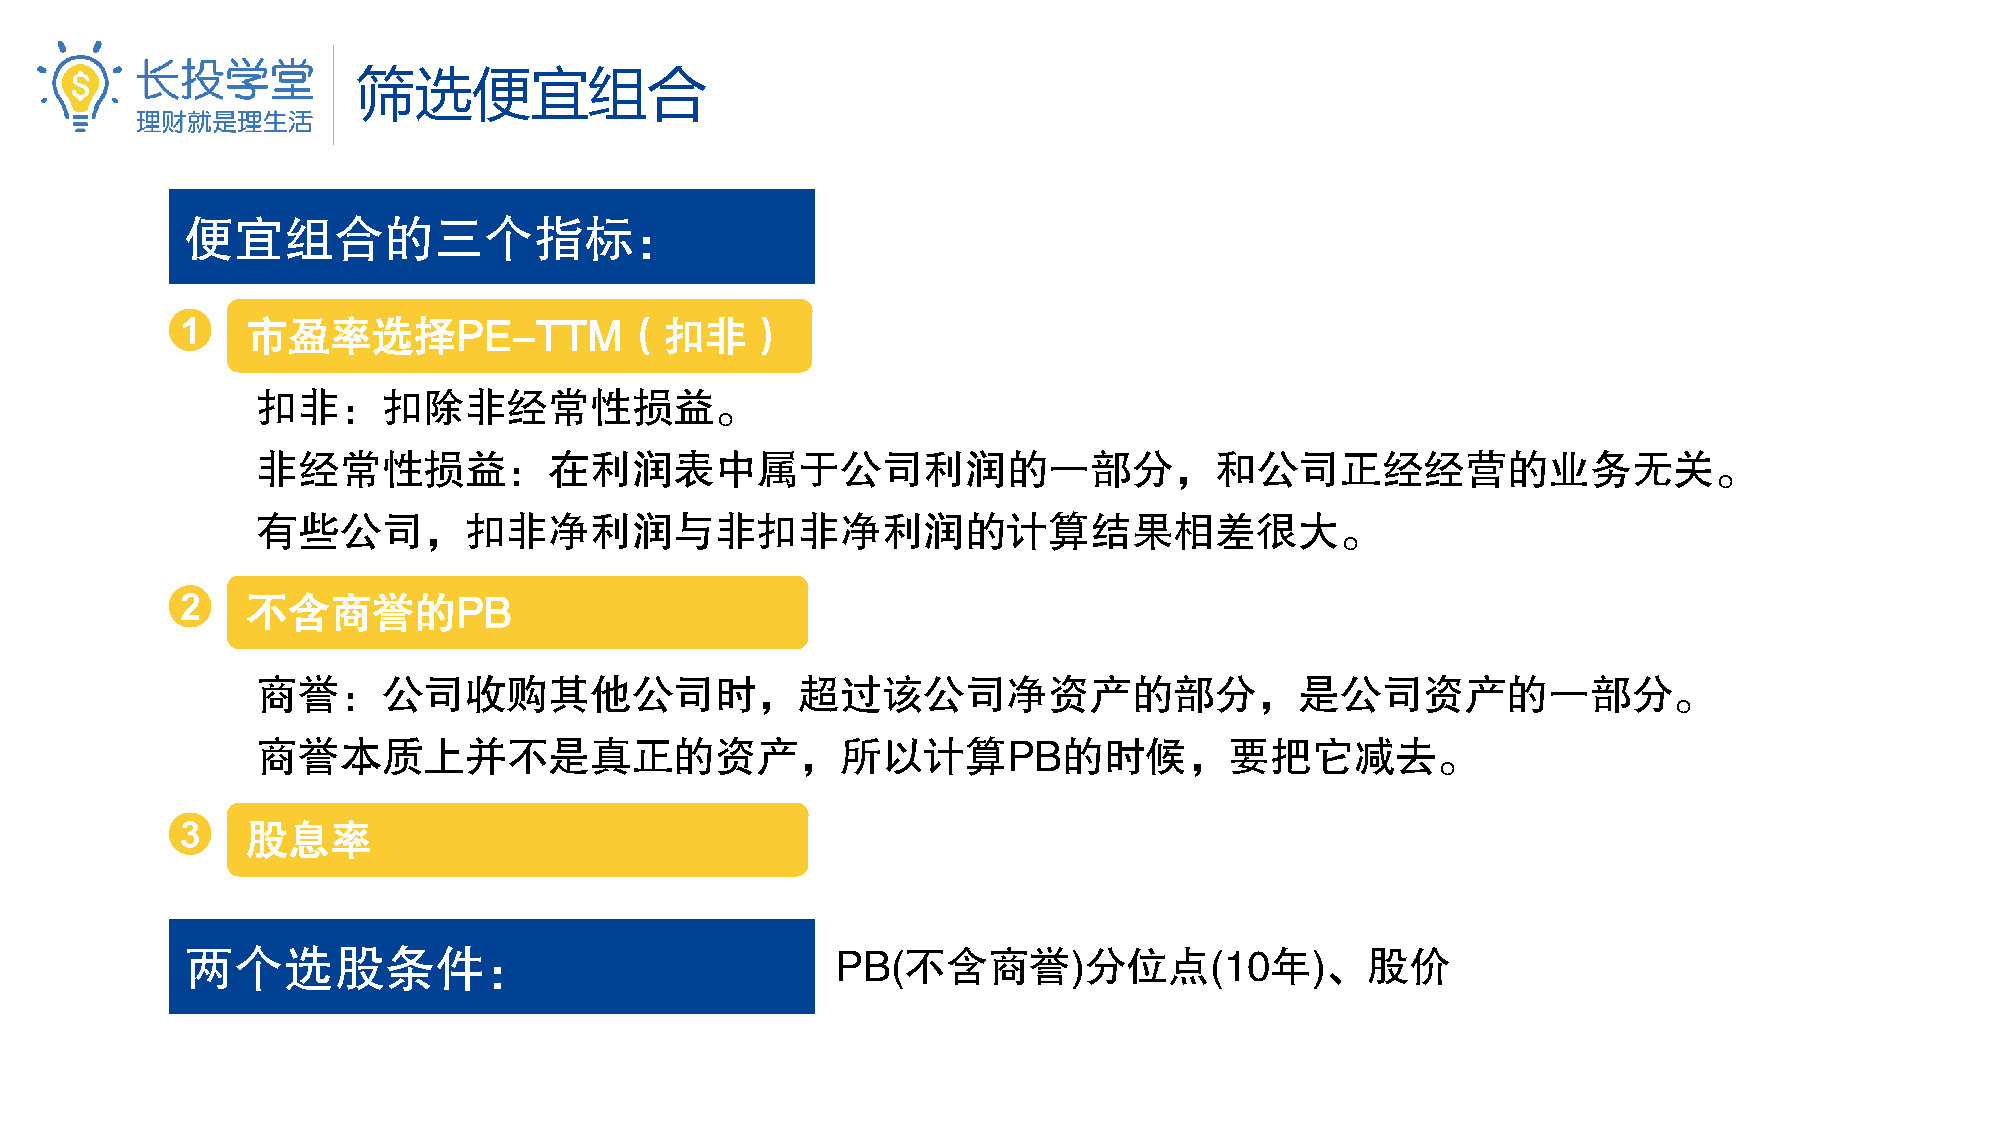 长投学堂
理财就是理生活
筛选便宜组合
便宜组合的三个指标：
1 市盈率选择PE–TTM（扣非）
扣非：扣除非经常性损益。
非经常性损益：在利润表中属于公司利润的一部分，和公司正经经营的业务无关。
有些公司，扣非净利润与非扣非净利润的计算结果相差很大。
2 不含商誉的PB
商誉：公司收购其他公司时，超过该公司净资产的部分，是公司资产的一部分。
商誉本质上并不是真正的资产，所以计算PB的时候，要把它减去。
3 股息率
两个选股条件： PB(不含商誉)分位点(10年)、股价